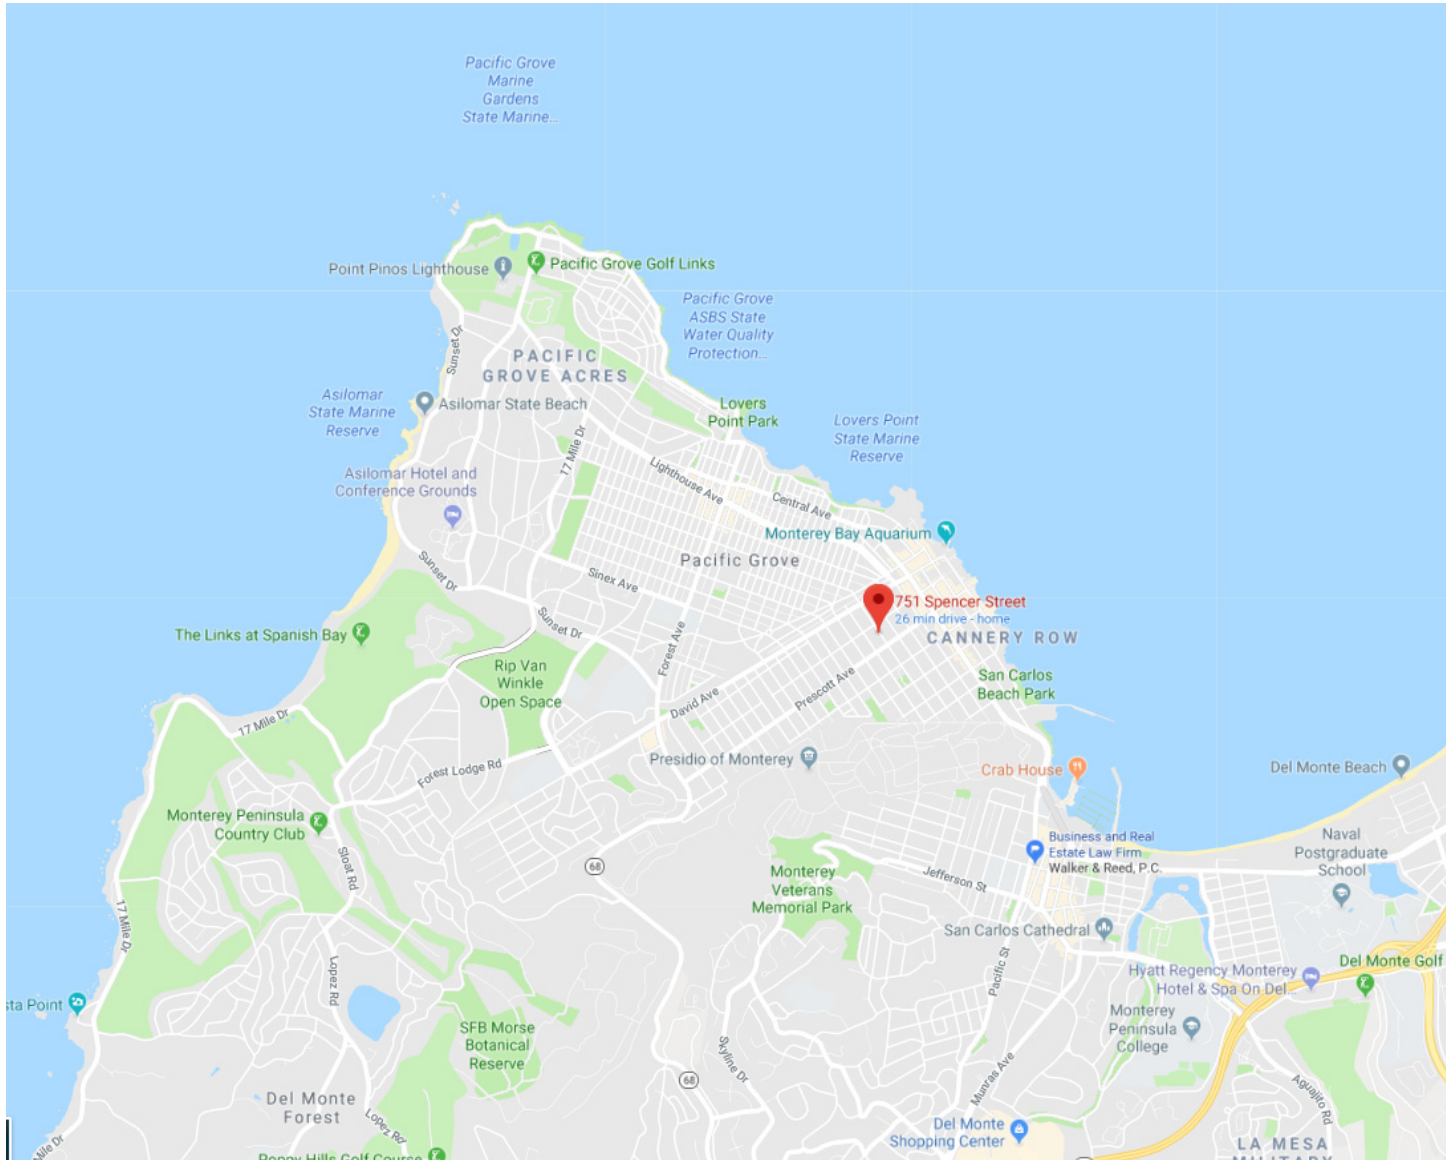 Pacific Grove
Marine
Gardens
State Marine...
Point Pinos Lighthouse
Pacific Grove Golf Links
Pacific Grove
ASBS State
Water Quality
Protection...
Sunset Dr
PACIFIC
GROVE ACRES
Asilomar
State Marine
Reserve
Asilomar State Beach
Lovers
Point Park
Lovers Point
State Marine
Reserve
17 Mile Dr
Lighthouse Ave
Central Ave
Asilomar Hotel and
Conference Grounds
Monterey Bay Aquarium
Pacific Grove
Sunset Dr
Sinex Ave
751 Spencer Street
26 min drive - home
CANNERY ROW
Sunset Dr
The Links at Spanish Bay
Forest Ave
Rip Van
Winkle
Open Space
Prescott Ave
San Carlos
Beach Park
David Ave
17 Mile Dr
Presidio of Monterey
Forest Lodge Rd
Crab House
Del Monte Beach
Monterey Peninsula
Country Club
Business and Real
Estate Law Firm
Walker & Reed, P.C.
Naval
Postgraduate
School
Sloat Rd
68
Monterey
Veterans
Memorial Park
Jefferson St
17 Mile Dr
San Carlos Cathedral
Pacific St
Lopez Rd
Hyatt Regency Monterey
Hotel & Spa On Del...
Del Monte Golf
sta Point
SFB Morse
Botanical
Reserve
Monterey
Peninsula
College
Skyline Dr
68
Munras Ave
Aguajito Rd
Del Monte
Forest
Lopez Rd
Del Monte
Shopping Center
Mile Dr
Poppy Hills Golf Course
LA MESA
MILITARY